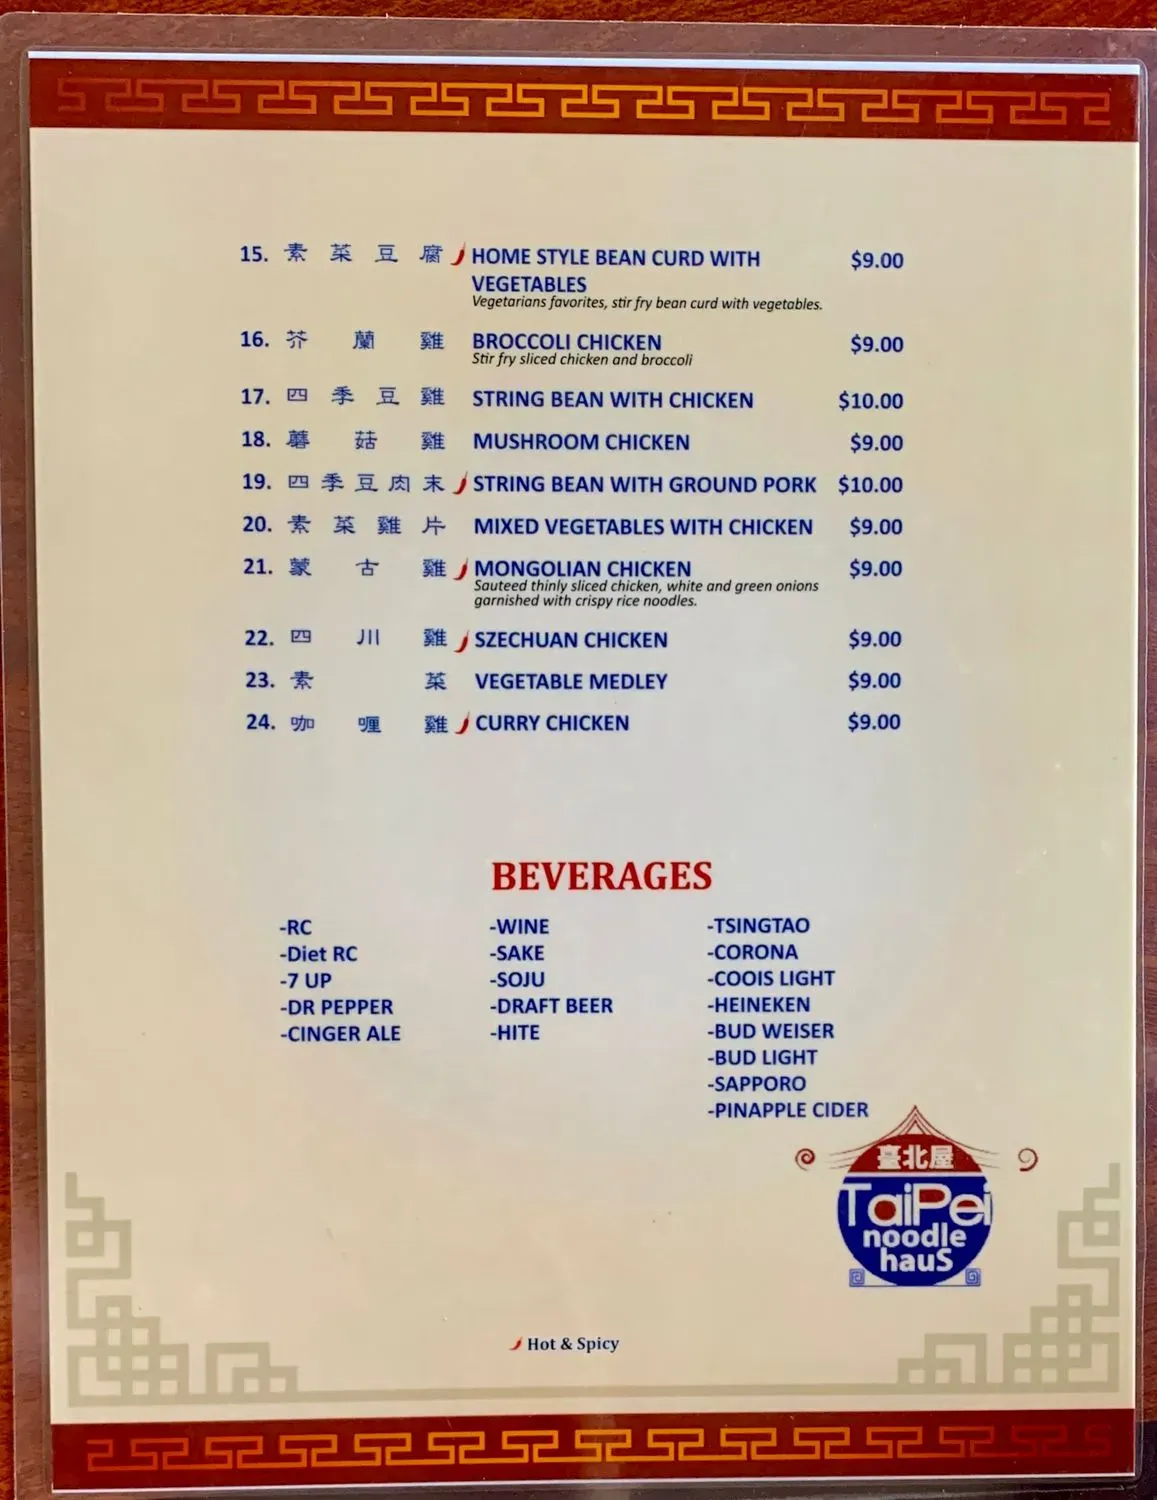 15. 素菜豆腐 HOME STYLE BEAN CURD WITH $9.00
VEGETABLES
Vegetarians favorites, stir fry bean curd with vegetables.
16. 芥蘭雞 BROCCOLI CHICKEN $9.00
Stir fry sliced chicken and broccoli
17. 四季豆雞 STRING BEAN WITH CHICKEN $10.00
18. 蘑菇雞 MUSHROOM CHICKEN $9.00
19. 四季豆肉末 STRING BEAN WITH GROUND PORK $10.00
20. 素菜雞片 MIXED VEGETABLES WITH CHICKEN $9.00
21. 蒙古雞 MONGOLIAN CHICKEN $9.00
Sauteed thinly sliced chicken, white and green onions
garnished with crispy rice noodles.
22. 四川雞 SZECHUAN CHICKEN $9.00
23. 素菜 VEGETABLE MEDLEY $9.00
24. 咖喱雞 CURRY CHICKEN $9.00
BEVERAGES
-RC
-Diet RC
-7 UP
-DR PEPPER
-CINGER ALE
-WINE
-SAKE
-SOJU
-DRAFT BEER
-HITE
-TSINGTAO
-CORONA
-COOIS LIGHT
-HEINEKEN
-BUD WEISER
-BUD LIGHT
-SAPPORO
-PINAPPLE CIDER
臺北屋
TaiPei
noodle
hauS
Hot & Spicy